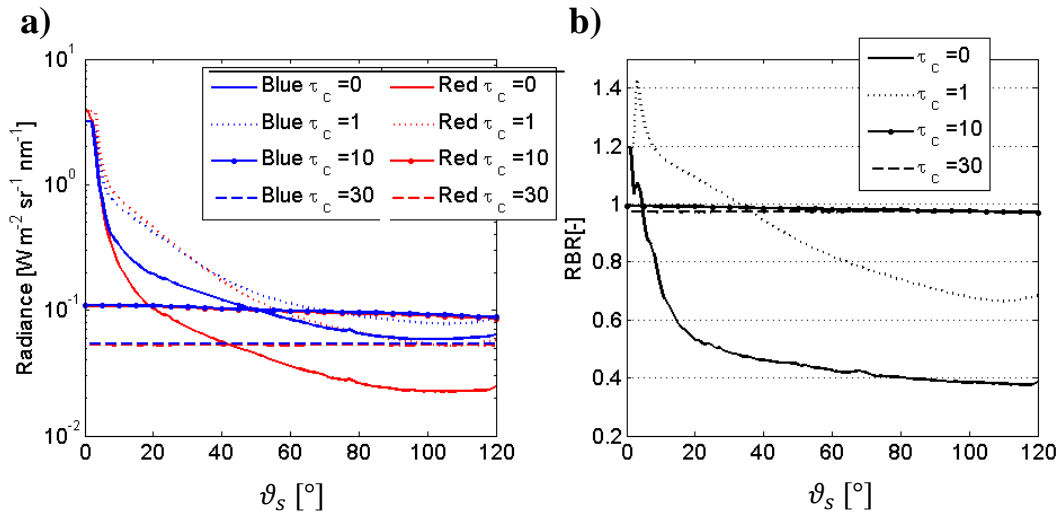 a)
b)
10^1
10^0
10^-1
10^-2
Radiance [W m^-2 sr^-1 nm^-1]
Blue τ_c =0
Red τ_c =0
Blue τ_c =1
Red τ_c =1
Blue τ_c =10
Red τ_c =10
Blue τ_c =30
Red τ_c =30
0 20 40 60 80 100 120
ϑ_S [°]
τ_c =0
τ_c =1
τ_c =10
τ_c =30
1.4
1.2
1
0.8
0.6
0.4
0.2
RBR[-]
0 20 40 60 80 100 120
ϑ_S [°]